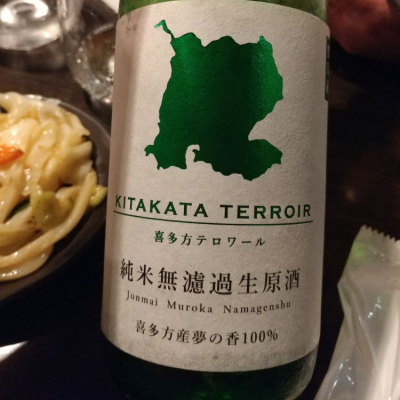 KITAKATA TERROIR
喜多方テロワール
純米無濾過生原酒
Junmai Muroka Namagenshu
喜多方産夢の香100%